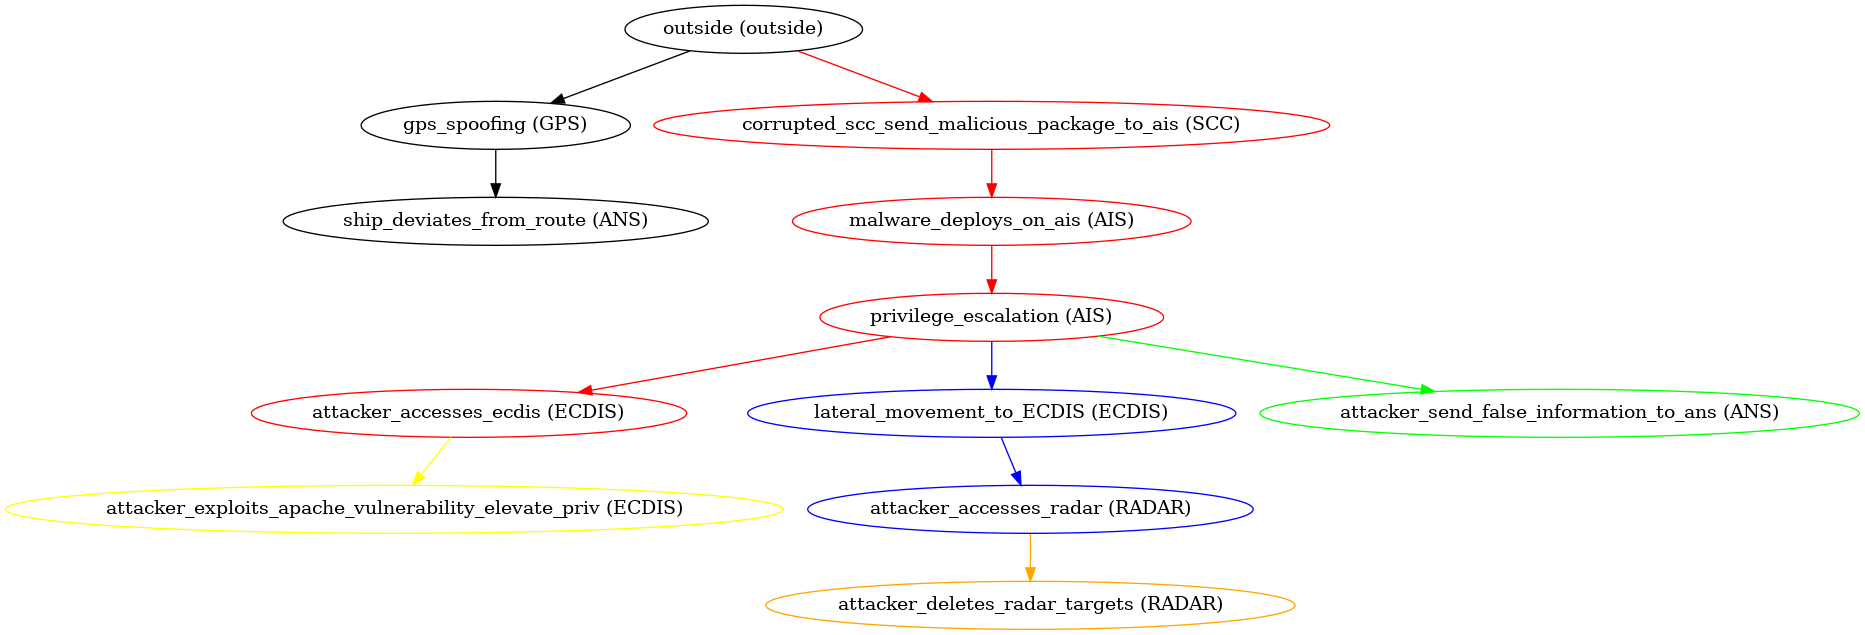 outside (outside)
gps_spoofing (GPS)
corrupted_scc_send_malicious_package_to_ais (SCC)
ship_deviates_from_route (ANS)
malware_deploys_on_ais (AIS)
privilege_escalation (AIS)
attacker_accesses_ecdis (ECDIS)
lateral_movement_to_ECDIS (ECDIS)
attacker_send_false_information_to_ans (ANS)
attacker_exploits_apache_vulnerability_elevate_priv (ECDIS)
attacker_accesses_radar (RADAR)
attacker_deletes_radar_targets (RADAR)